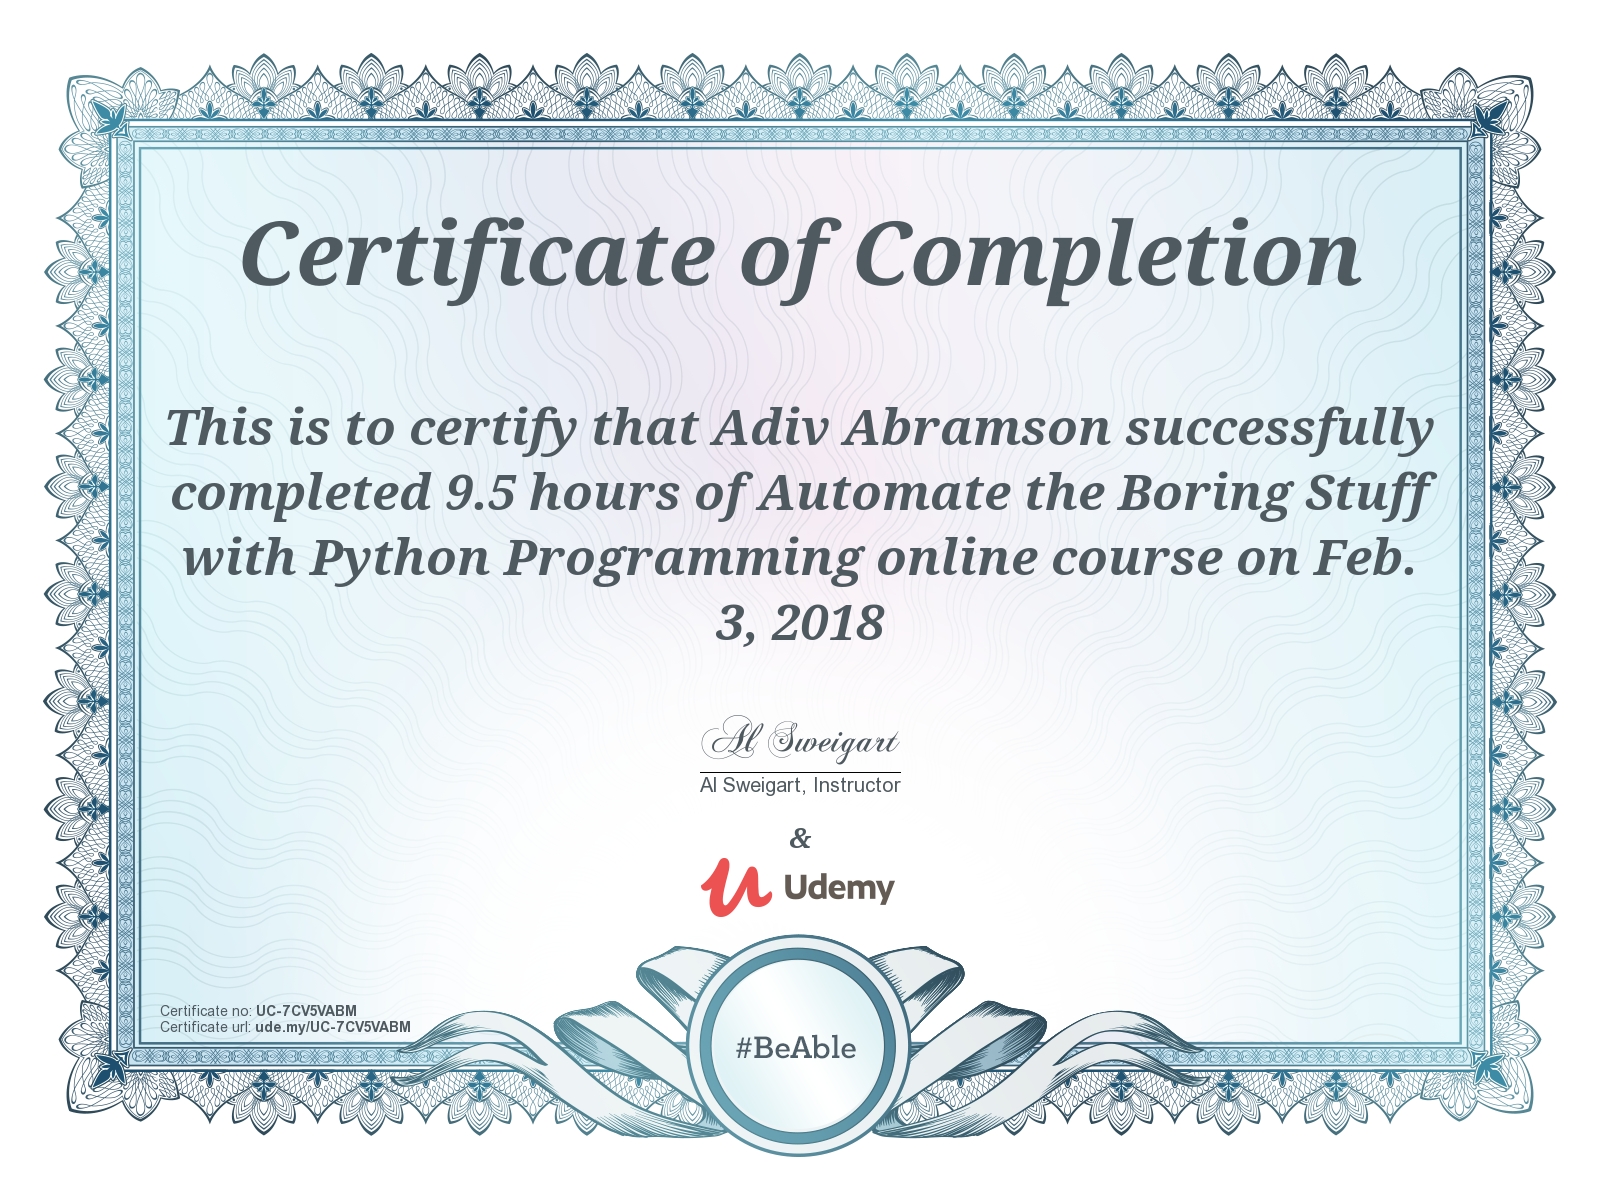 Certificate of Completion
This is to certify that Adiv Abramson successfully
completed 9.5 hours of Automate the Boring Stuff
with Python Programming online course on Feb.
3, 2018
Al Sweigart
Al Sweigart, Instructor
&
Udemy
Certificate no: UC-7CV5VABM
Certificate url: ude.my/UC-7CV5VABM
#BeAble